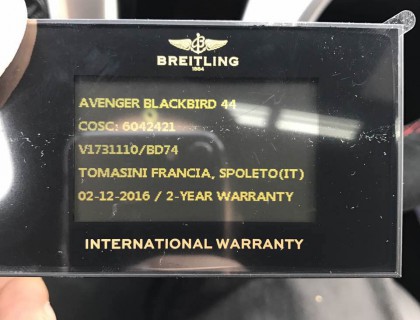 BREITLING
1884
AVENGER BLACKBIRD 44
COSC: 6042421
V1731110/BD74
TOMASINI FRANCIA, SPOLETO(IT)
02-12-2016 / 2-YEAR WARRANTY
INTERNATIONAL WARRANTY